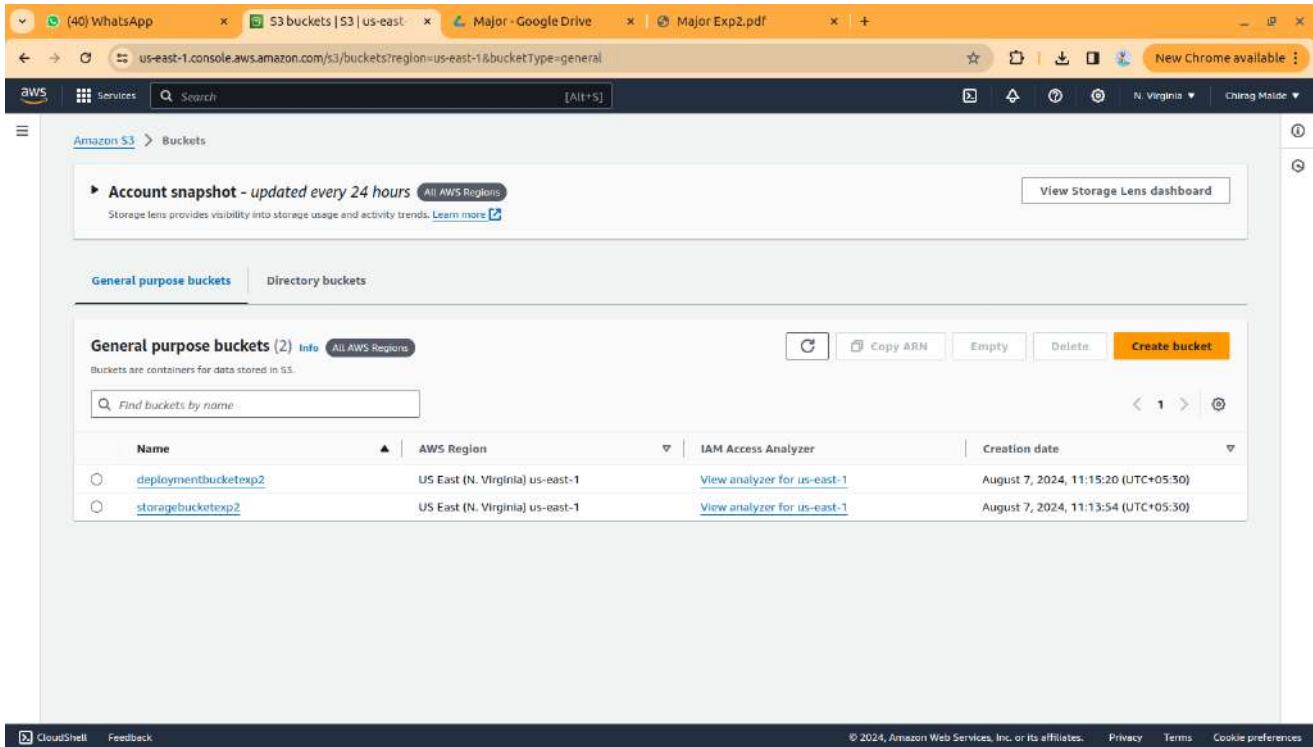 (40) WhatsApp
S3 buckets | S3 | us-east-
Major - Google Drive
Major Exp2.pdf
us-east-1.console.aws.amazon.com/s3/buckets?region=us-east-1&bucketType=general
New Chrome available
aws Services Search [Alt+S] N. Virginia Chirag Malde
Amazon S3 > Buckets
Account snapshot - updated every 24 hours All AWS Regions
View Storage Lens dashboard
Storage lens provides visibility into storage usage and activity trends. Learn more
General purpose buckets Directory buckets
General purpose buckets (2) Info All AWS Regions
Copy ARN Empty Delete Create bucket
Buckets are containers for data stored in S3.
Find buckets by name
1
Name AWS Region IAM Access Analyzer Creation date
deploymentbucketexp2 US East (N. Virginia) us-east-1 View analyzer for us-east-1 August 7, 2024, 11:15:20 (UTC+05:30)
storagebucketexp2 US East (N. Virginia) us-east-1 View analyzer for us-east-1 August 7, 2024, 11:13:54 (UTC+05:30)
CloudShell Feedback © 2024, Amazon Web Services, Inc. or its affiliates. Privacy Terms Cookie preferences